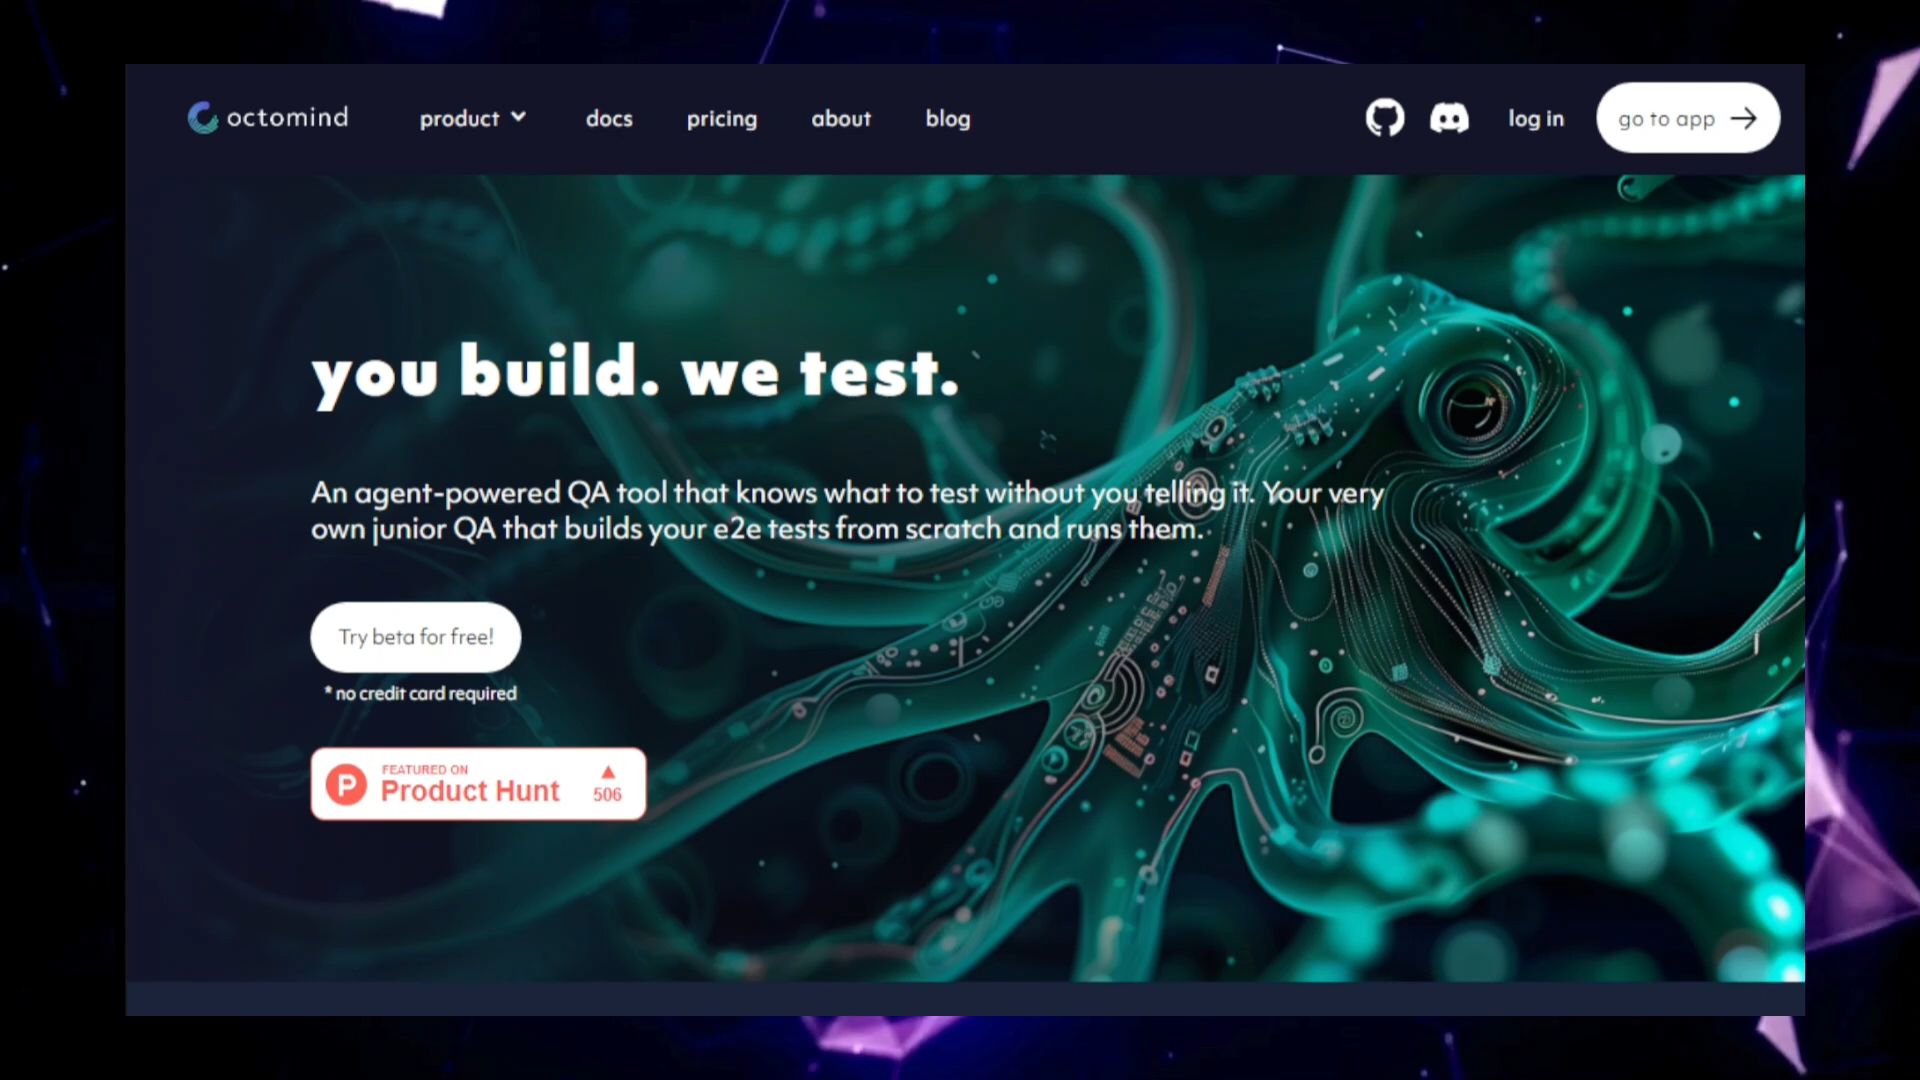 octomind
product
docs
pricing
about
blog
log in
go to app
you build. we test.
An agent-powered QA tool that knows what to test without you telling it. Your very
own junior QA that builds your e2e tests from scratch and runs them.
Try beta for free!
* no credit card required
FEATURED ON
Product Hunt
506